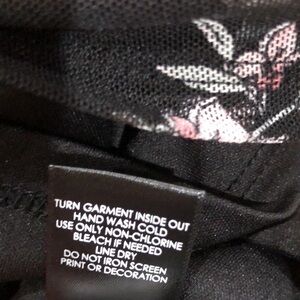 TURN GARMENT INSIDE OUT
HAND WASH COLD
USE ONLY NON-CHLORINE
BLEACH IF NEEDED
LINE DRY
DO NOT IRON SCREEN
PRINT OR DECORATION